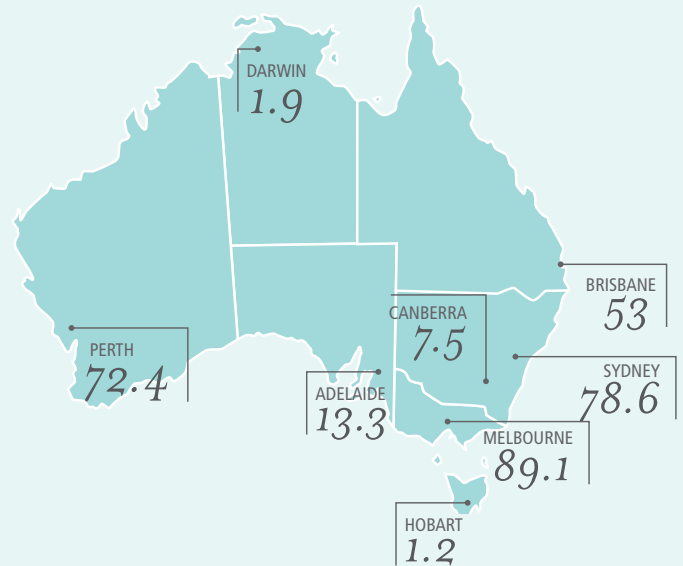 DARWIN
1.9
BRISBANE
53
CANBERRA
7.5
PERTH
72.4
SYDNEY
78.6
ADELAIDE
13.3
MELBOURNE
89.1
HOBART
1.2